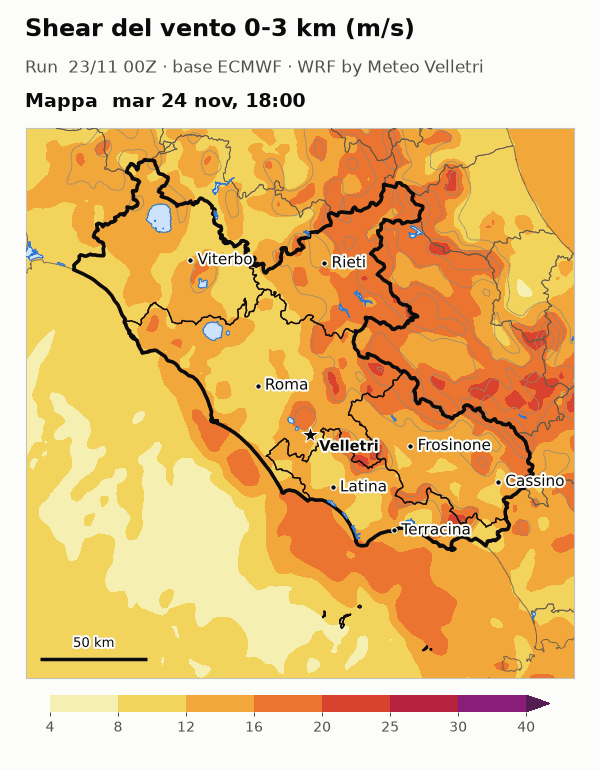 Shear del vento 0-3 km (m/s)
Run  23/11 00Z · base ECMWF · WRF by Meteo Velletri
Mappa  mar 24 nov, 18:00
Viterbo
Rieti
Roma
Velletri
Frosinone
Latina
Cassino
Terracina
50 km
4 8 12 16 20 25 30 40